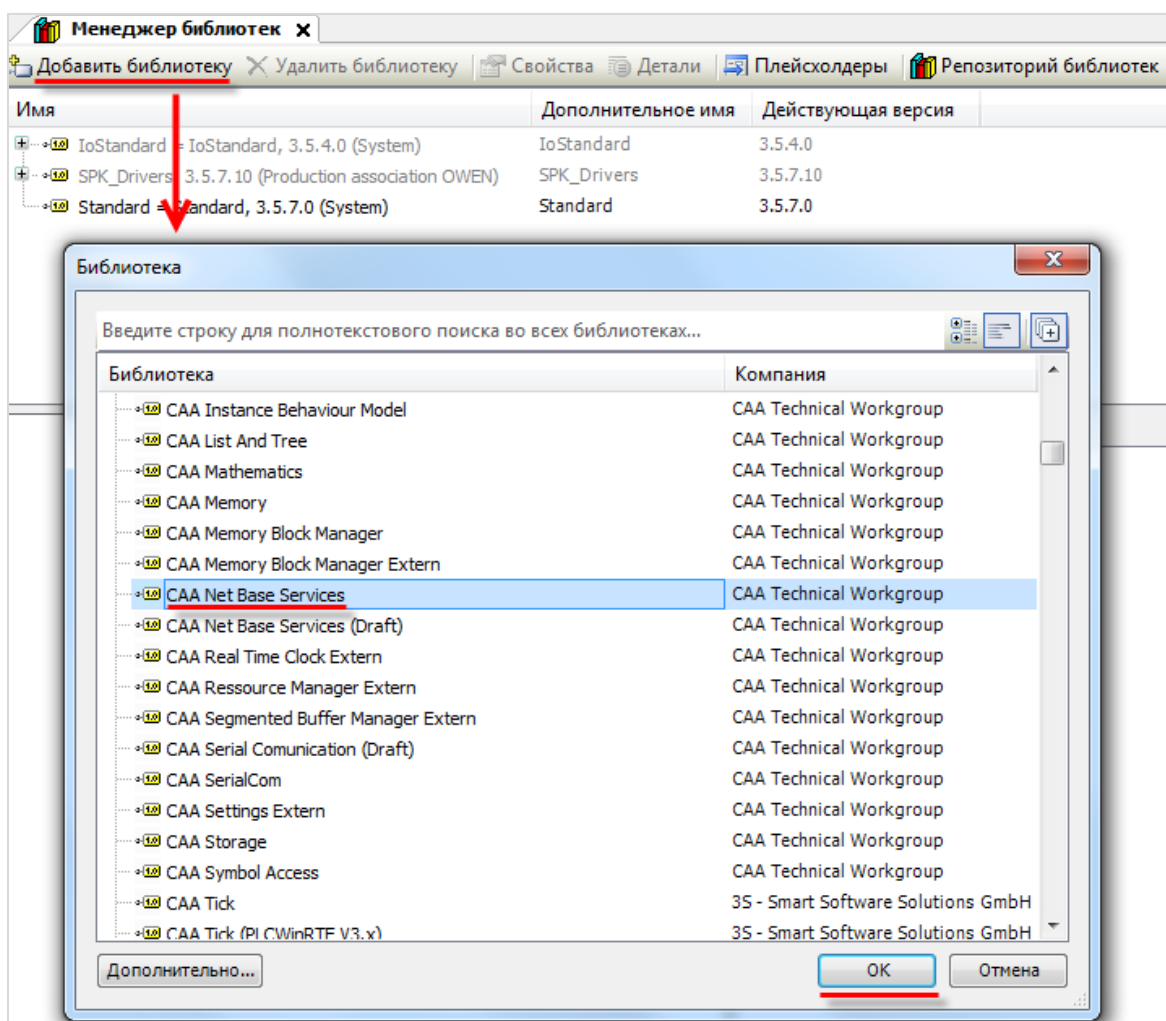 Менеджер библиотек x
Добавить библиотеку Удалить библиотеку Свойства Детали Плейсхолдеры Репозиторий библиотек
Имя Дополнительное имя Действующая версия
IoStandard = IoStandard, 3.5.4.0 (System) IoStandard 3.5.4.0
SPK_Drivers, 3.5.7.10 (Production association OWEN) SPK_Drivers 3.5.7.10
Standard = Standard, 3.5.7.0 (System) Standard 3.5.7.0
Библиотека
Введите строку для полнотекстового поиска во всех библиотеках...
Библиотека Компания
CAA Instance Behaviour Model CAA Technical Workgroup
CAA List And Tree CAA Technical Workgroup
CAA Mathematics CAA Technical Workgroup
CAA Memory CAA Technical Workgroup
CAA Memory Block Manager CAA Technical Workgroup
CAA Memory Block Manager Extern CAA Technical Workgroup
CAA Net Base Services CAA Technical Workgroup
CAA Net Base Services (Draft) CAA Technical Workgroup
CAA Real Time Clock Extern CAA Technical Workgroup
CAA Ressource Manager Extern CAA Technical Workgroup
CAA Segmented Buffer Manager Extern CAA Technical Workgroup
CAA Serial Comunication (Draft) CAA Technical Workgroup
CAA SerialCom CAA Technical Workgroup
CAA Settings Extern CAA Technical Workgroup
CAA Storage CAA Technical Workgroup
CAA Symbol Access CAA Technical Workgroup
CAA Tick 3S - Smart Software Solutions GmbH
CAA Tick (PLCWinRTE V3.x) 3S - Smart Software Solutions GmbH
Дополнительно... ОК Отмена